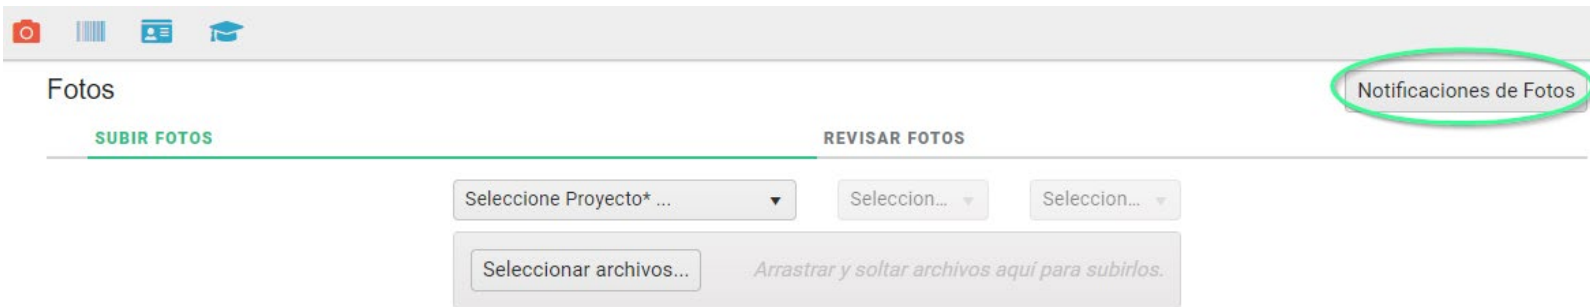 Fotos
Notificaciones de Fotos
SUBIR FOTOS
REVISAR FOTOS
Seleccione Proyecto* ...
Seleccion...
Seleccion...
Seleccionar archivos...
Arrastrar y soltar archivos aquí para subirlos.